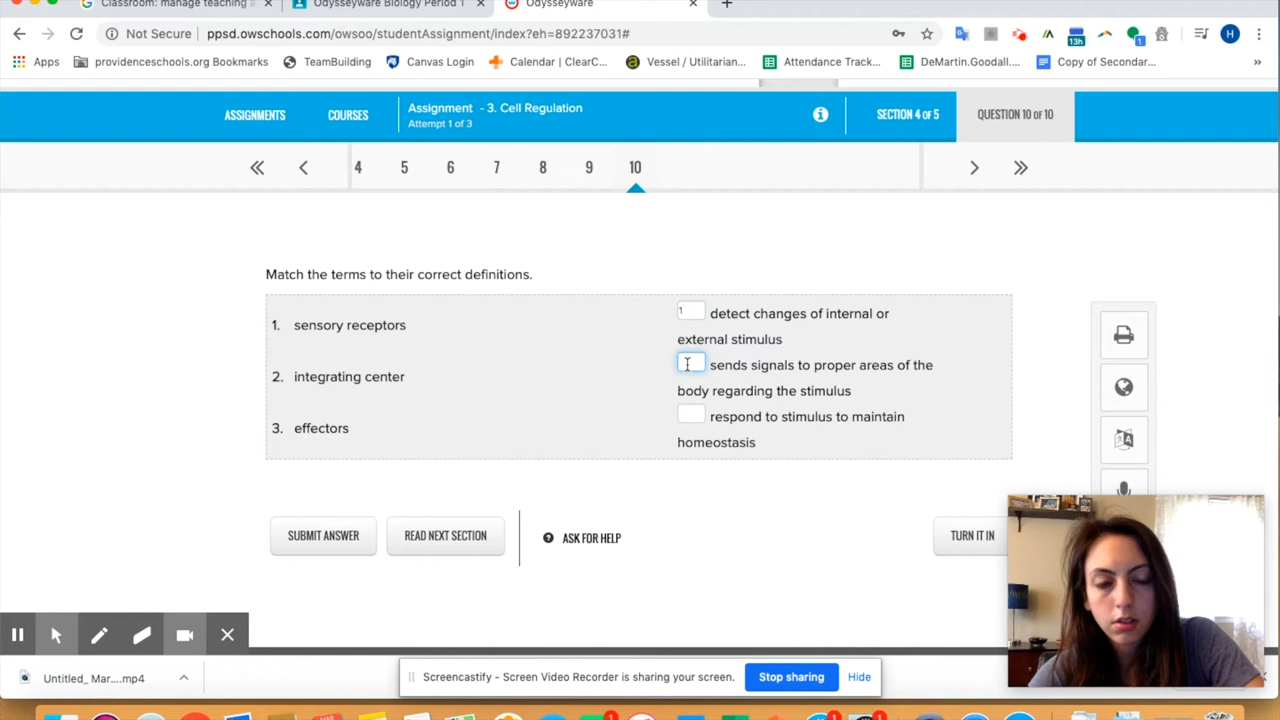 Classroom: manage teaching a
Odysseyware Biology Period 1
Odysseyware
Not Secure
ppsd.owschools.com/owsoo/studentAssignment/index?eh=892237031#
13h
1
H
Apps
providenceschools.org Bookmarks
TeamBuilding
Canvas Login
Calendar | ClearC...
Vessel / Utilitarian...
Attendance Track...
DeMartin.Goodall....
Copy of Secondar...
»
ASSIGNMENTS
COURSES
Assignment - 3. Cell Regulation
Attempt 1 of 3
SECTION 4 of 5
QUESTION 10 of 10
4 5 6 7 8 9 10
Match the terms to their correct definitions.
1. sensory receptors
2. integrating center
3. effectors
1 detect changes of internal or
external stimulus
sends signals to proper areas of the
body regarding the stimulus
respond to stimulus to maintain
homeostasis
SUBMIT ANSWER
READ NEXT SECTION
ASK FOR HELP
TURN IT IN
Untitled_ Mar....mp4
Screencastify - Screen Video Recorder is sharing your screen.
Stop sharing
Hide